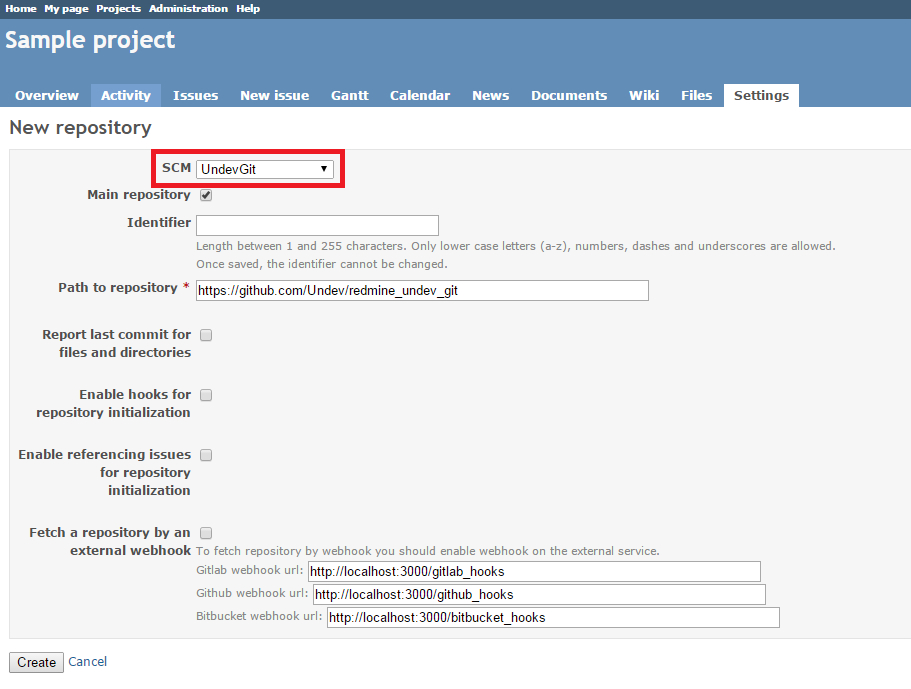 Home My page Projects Administration Help
Sample project
Overview Activity Issues New issue Gantt Calendar News Documents Wiki Files Settings
New repository
SCM UndevGit
Main repository
Identifier
Length between 1 and 255 characters. Only lower case letters (a-z), numbers, dashes and underscores are allowed.
Once saved, the identifier cannot be changed.
Path to repository * https://github.com/Undev/redmine_undev_git
Report last commit for
files and directories
Enable hooks for
repository initialization
Enable referencing issues
for repository
initialization
Fetch a repository by an
external webhook To fetch repository by webhook you should enable webhook on the external service.
Gitlab webhook url: http://localhost:3000/gitlab_hooks
Github webhook url: http://localhost:3000/github_hooks
Bitbucket webhook url: http://localhost:3000/bitbucket_hooks
Create Cancel